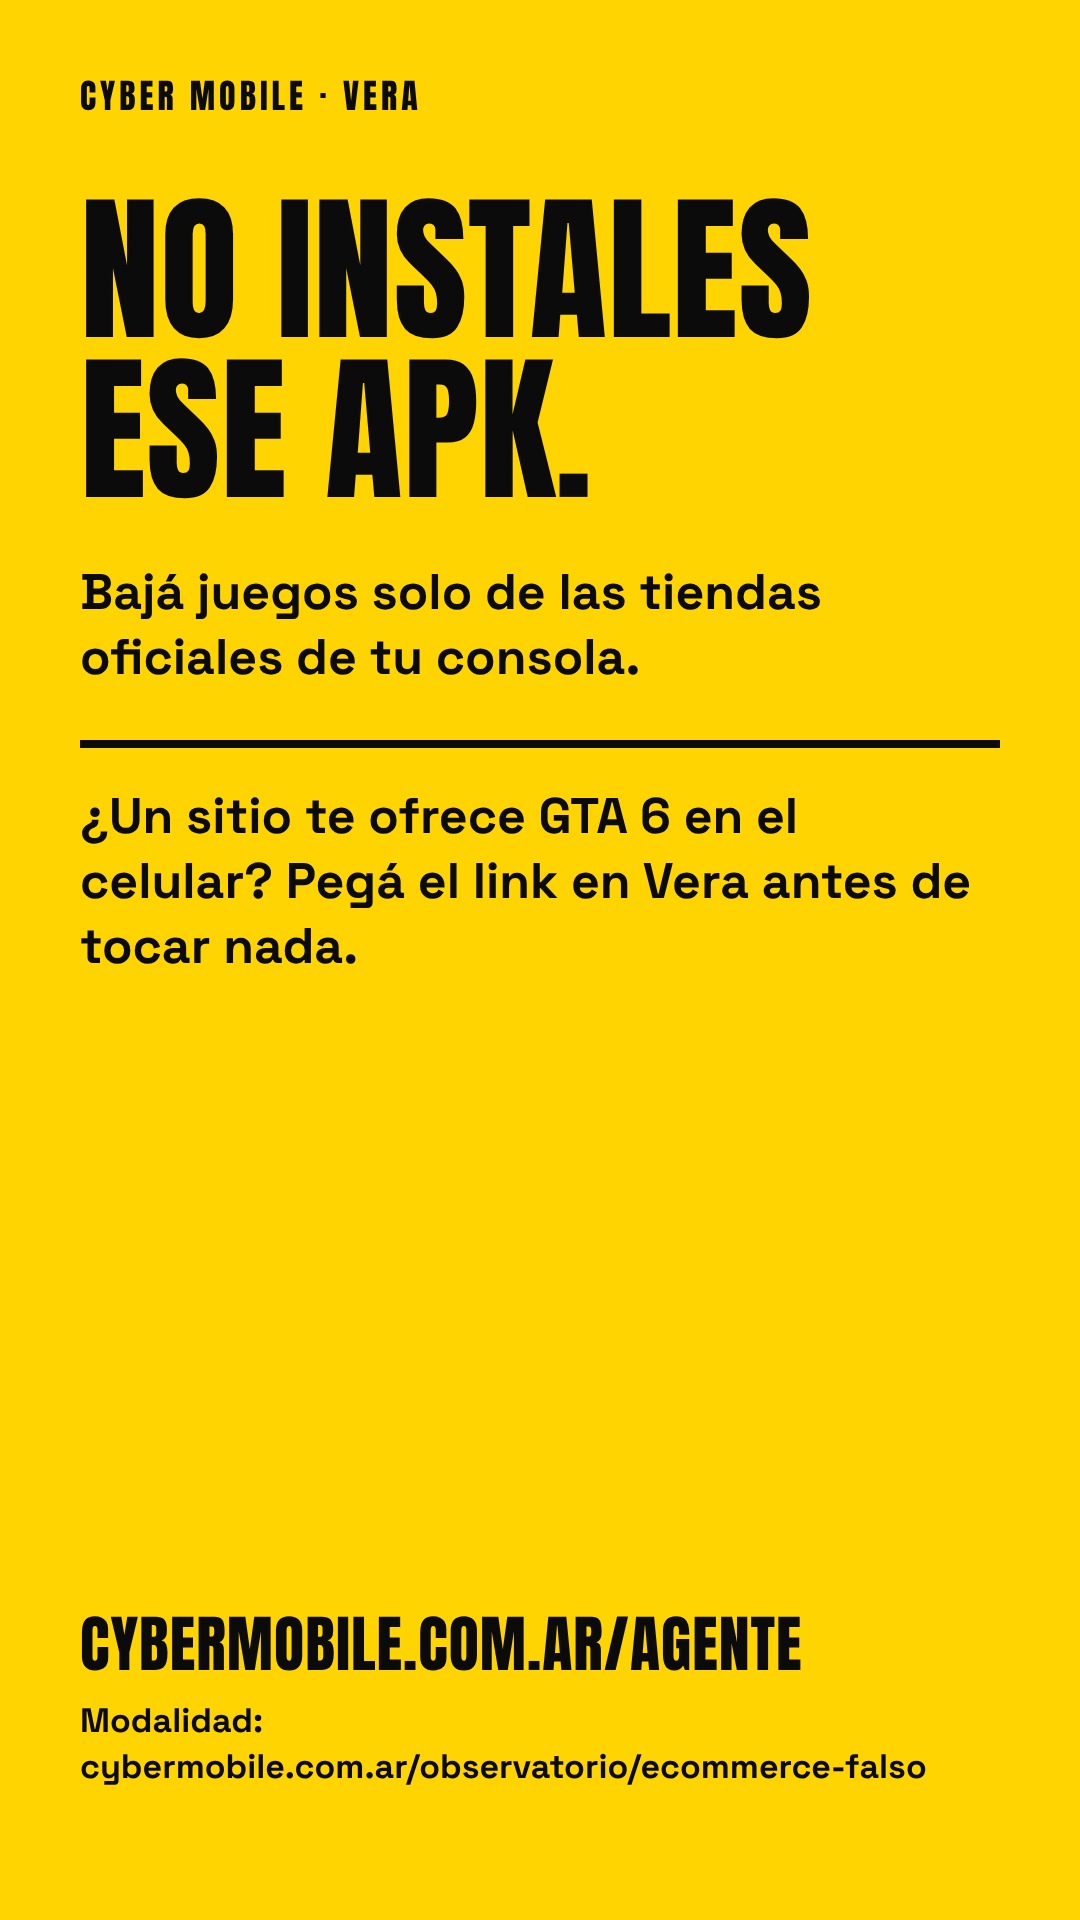 CYBER MOBILE · VERA
NO INSTALES
ESE APK.
Bajá juegos solo de las tiendas
oficiales de tu consola.
¿Un sitio te ofrece GTA 6 en el
celular? Pegá el link en Vera antes de
tocar nada.
CYBERMOBILE.COM.AR/AGENTE
Modalidad:
cybermobile.com.ar/observatorio/ecommerce-falso